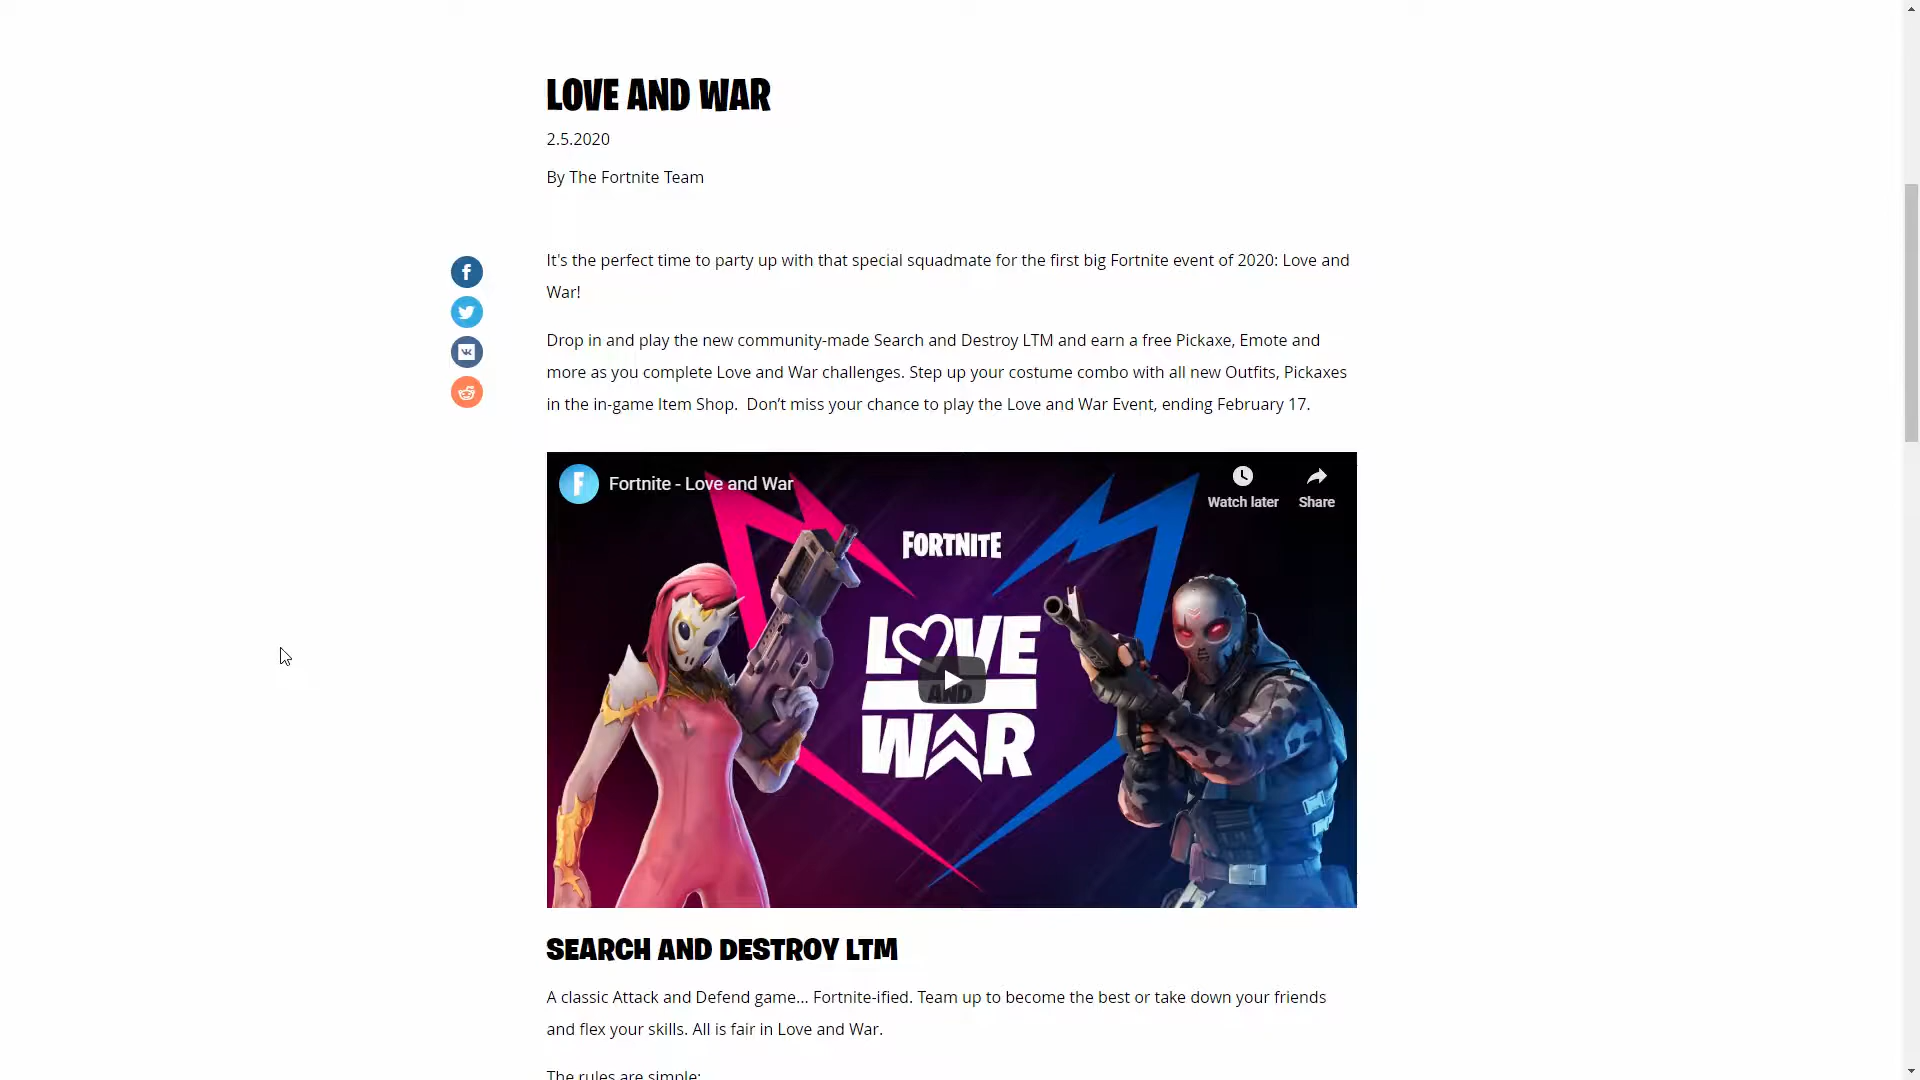 LOVE AND WAR
2.5.2020
By The Fortnite Team
It's the perfect time to party up with that special squadmate for the first big Fortnite event of 2020: Love and
War!
Drop in and play the new community-made Search and Destroy LTM and earn a free Pickaxe, Emote and
more as you complete Love and War challenges. Step up your costume combo with all new Outfits, Pickaxes
in the in-game Item Shop.  Don’t miss your chance to play the Love and War Event, ending February 17.
Fortnite - Love and War
Watch later
Share
FORTNITE
LOVE
AND
WAR
SEARCH AND DESTROY LTM
A classic Attack and Defend game... Fortnite-ified. Team up to become the best or take down your friends
and flex your skills. All is fair in Love and War.
The rules are simple: